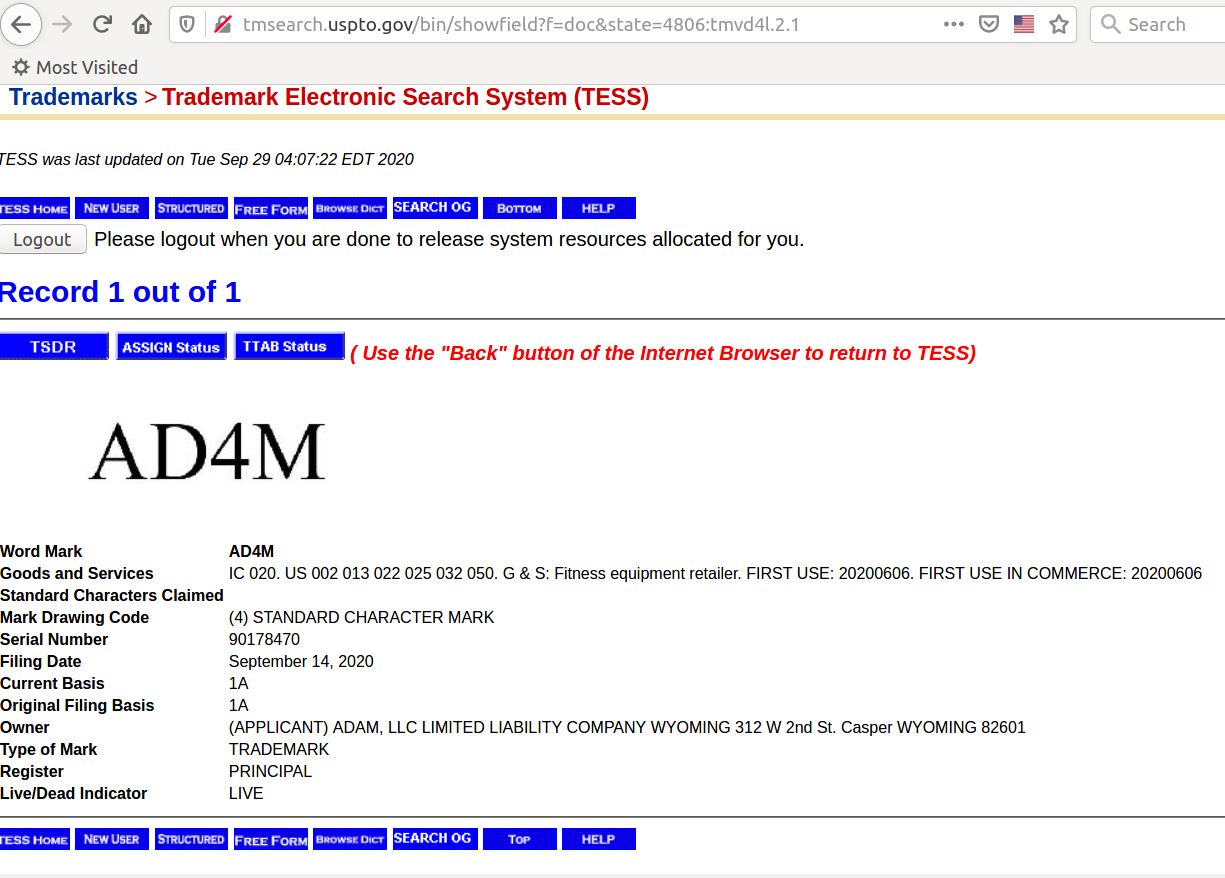 tmsearch.uspto.gov/bin/showfield?f=doc&state=4806:tmvd4l.2.1
Search
Most Visited
Trademarks > Trademark Electronic Search System (TESS)
TESS was last updated on Tue Sep 29 04:07:22 EDT 2020
TESS HOME NEW USER STRUCTURED FREE FORM BROWSE DICT SEARCH OG BOTTOM HELP
Logout Please logout when you are done to release system resources allocated for you.
Record 1 out of 1
TSDR ASSIGN Status TTAB Status ( Use the "Back" button of the Internet Browser to return to TESS)
AD4M
Word Mark AD4M
Goods and Services IC 020. US 002 013 022 025 032 050. G & S: Fitness equipment retailer. FIRST USE: 20200606. FIRST USE IN COMMERCE: 20200606
Standard Characters Claimed
Mark Drawing Code (4) STANDARD CHARACTER MARK
Serial Number 90178470
Filing Date September 14, 2020
Current Basis 1A
Original Filing Basis 1A
Owner (APPLICANT) ADAM, LLC LIMITED LIABILITY COMPANY WYOMING 312 W 2nd St. Casper WYOMING 82601
Type of Mark TRADEMARK
Register PRINCIPAL
Live/Dead Indicator LIVE
TESS HOME NEW USER STRUCTURED FREE FORM BROWSE DICT SEARCH OG TOP HELP